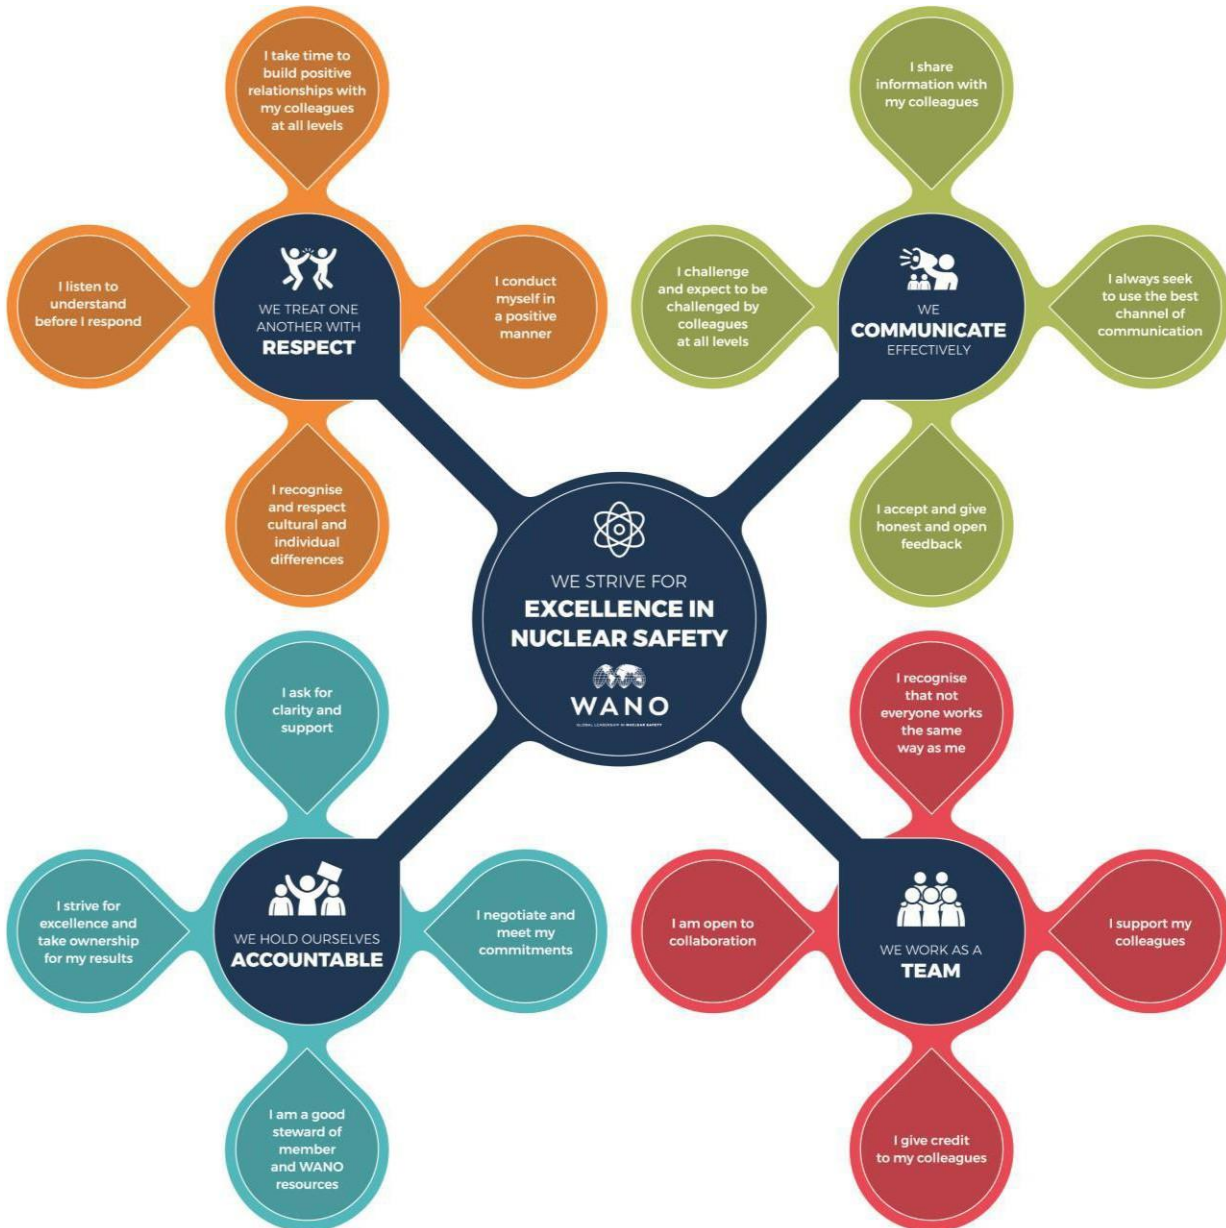 I take time to
build positive
relationships with
my colleagues
at all levels
I listen to
understand
before I respond
WE TREAT ONE
ANOTHER WITH
RESPECT
I conduct
myself in
a positive
manner
I recognise
and respect
cultural and
individual
differences
I share
information with
my colleagues
I challenge
and expect to be
challenged by
colleagues
at all levels
WE
COMMUNICATE
EFFECTIVELY
I always seek
to use the best
channel of
communication
I accept and give
honest and open
feedback
WE STRIVE FOR
EXCELLENCE IN
NUCLEAR SAFETY
WANO
GLOBAL LEADERSHIP IN NUCLEAR SAFETY
I ask for
clarity and
support
I strive for
excellence and
take ownership
for my results
WE HOLD OURSELVES
ACCOUNTABLE
I negotiate and
meet my
commitments
I am a good
steward of
member
and WANO
resources
I recognise
that not
everyone works
the same
way as me
I am open to
collaboration
WE WORK AS A
TEAM
I support my
colleagues
I give credit
to my colleagues